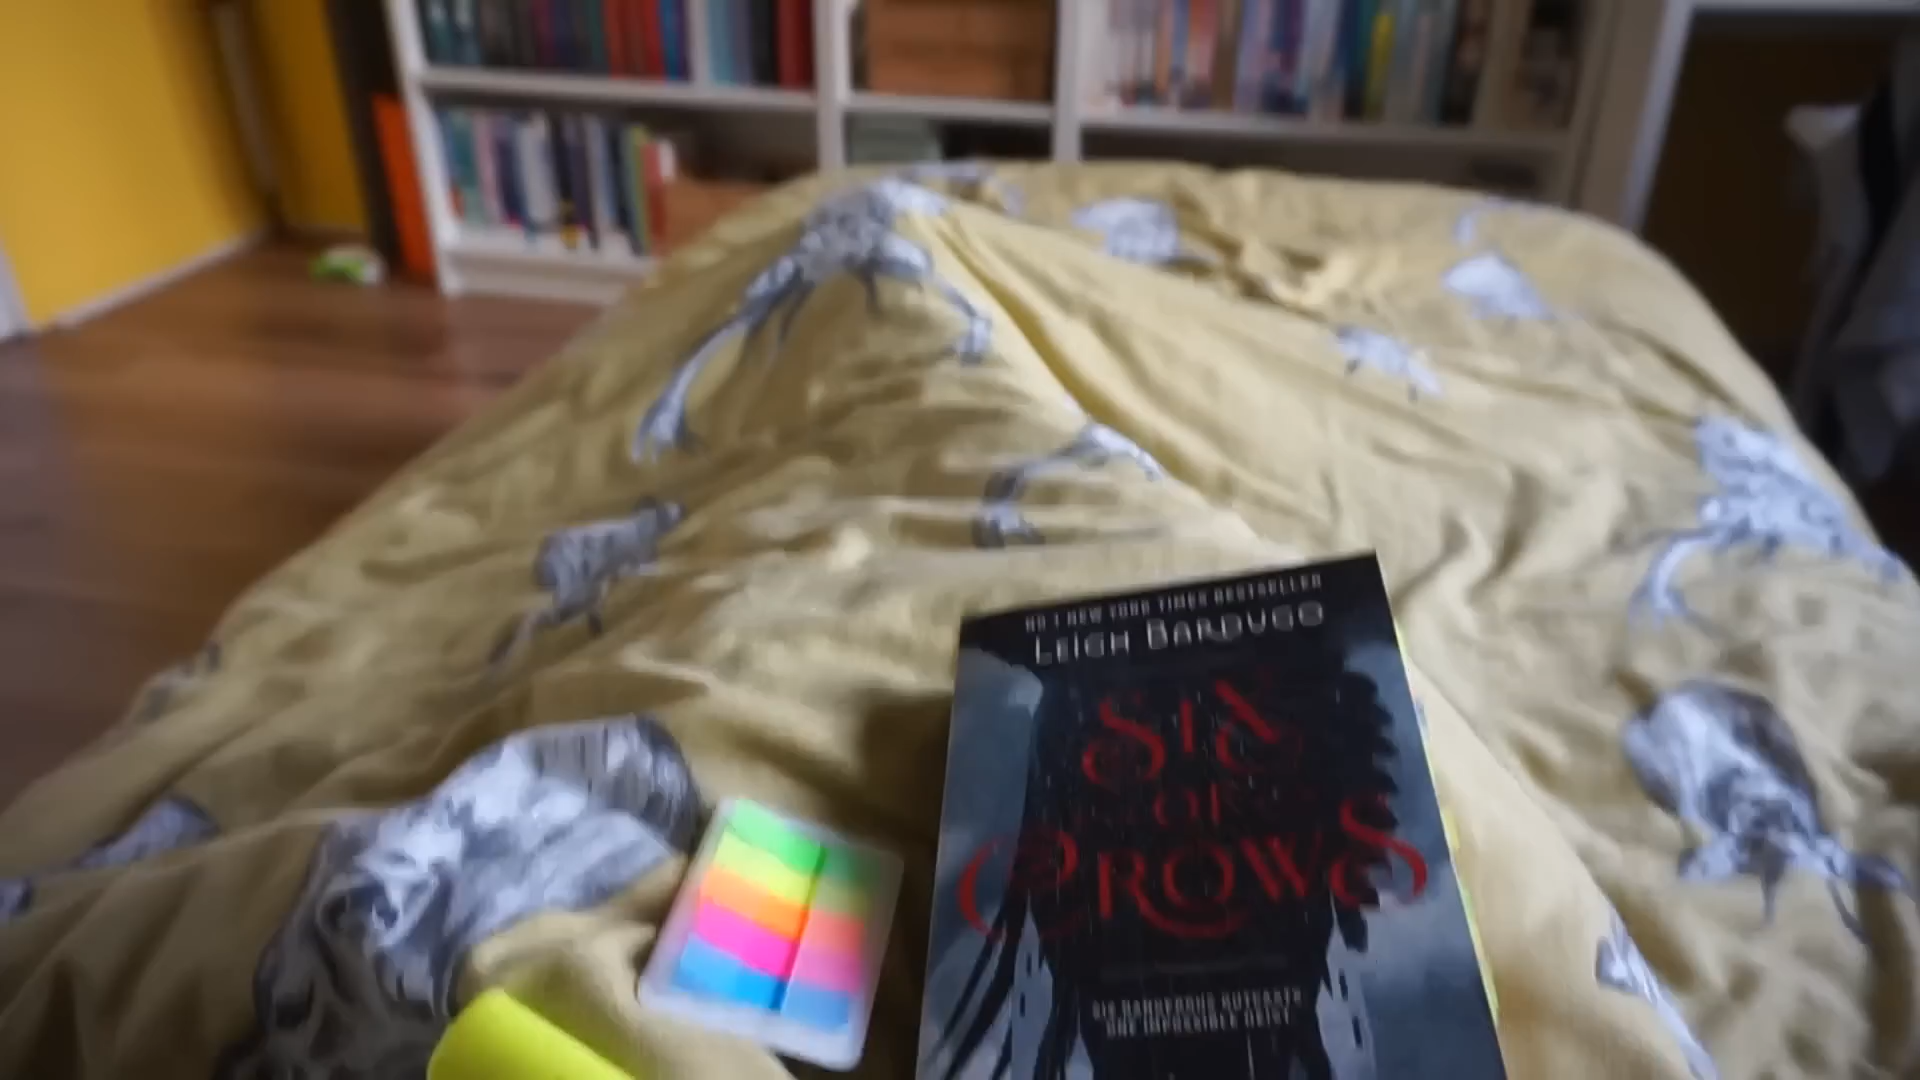 NO.1 NEW YORK TIMES BESTSELLER
LEIGH BARDUGO
SIX
OF
CROWS
SIX DANGEROUS OUTCASTS
ONE IMPOSSIBLE HEIST